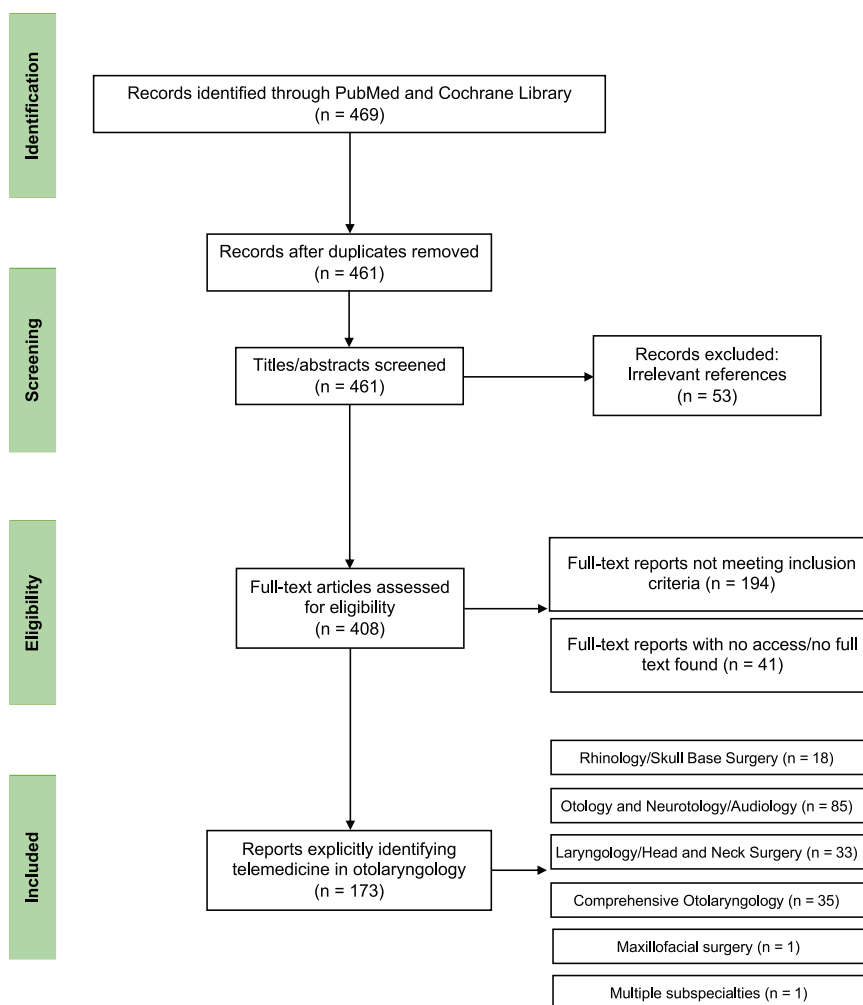 Identification
Records identified through PubMed and Cochrane Library
(n = 469)
Records after duplicates removed
(n = 461)
Screening
Titles/abstracts screened
(n = 461)
Records excluded:
Irrelevant references
(n = 53)
Eligibility
Full-text articles assessed
for eligibility
(n = 408)
Full-text reports not meeting inclusion
criteria (n = 194)
Full-text reports with no access/no full
text found (n = 41)
Included
Reports explicitly identifying
telemedicine in otolaryngology
(n = 173)
Rhinology/Skull Base Surgery (n = 18)
Otology and Neurotology/Audiology (n = 85)
Laryngology/Head and Neck Surgery (n = 33)
Comprehensive Otolaryngology (n = 35)
Maxillofacial surgery (n = 1)
Multiple subspecialties (n = 1)